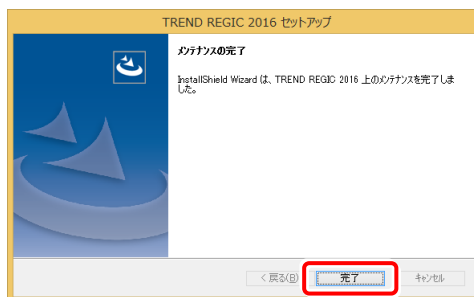 TREND REGIC 2016 セットアップ
メンテナンスの完了
InstallShield Wizard は、TREND REGIC 2016 上のメンテナンスを完了しま
した。
< 戻る(B)
完了
キャンセル